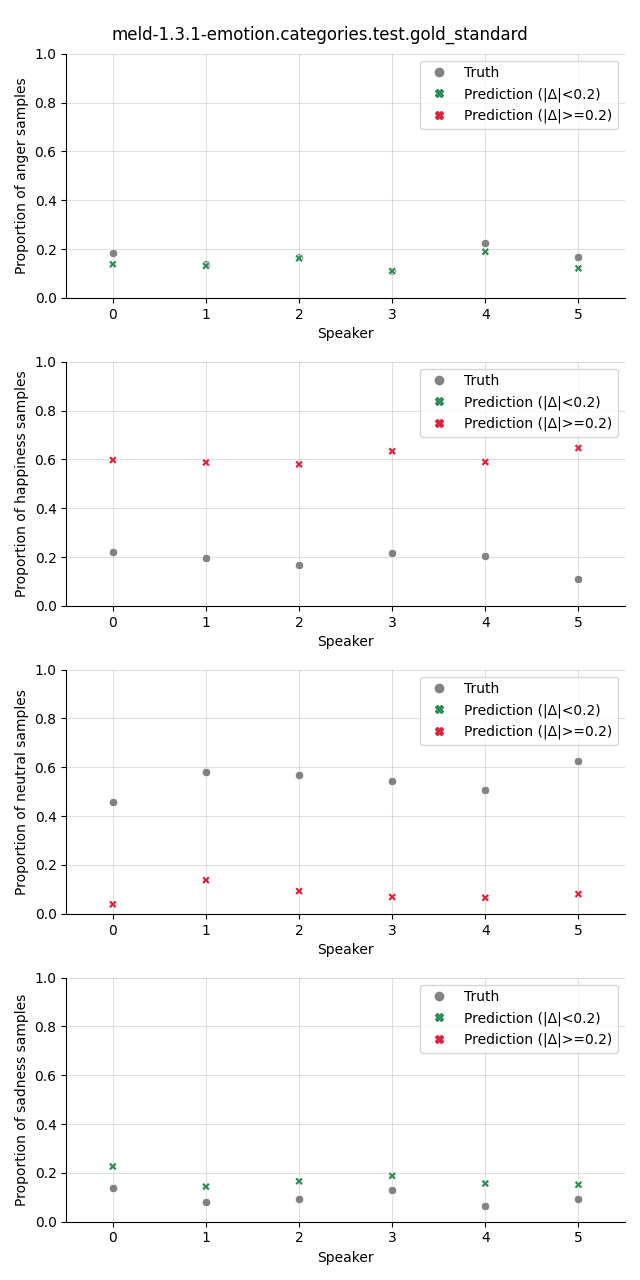 meld-1.3.1-emotion.categories.test.gold_standard
Proportion of anger samples
1.0
0.8
0.6
0.4
0.2
0.0
Truth
Prediction (|Δ|<0.2)
Prediction (|Δ|>=0.2)
0 1 2 3 4 5
Speaker
Proportion of happiness samples
1.0
0.8
0.6
0.4
0.2
0.0
Truth
Prediction (|Δ|<0.2)
Prediction (|Δ|>=0.2)
0 1 2 3 4 5
Speaker
Proportion of neutral samples
1.0
0.8
0.6
0.4
0.2
0.0
Truth
Prediction (|Δ|<0.2)
Prediction (|Δ|>=0.2)
0 1 2 3 4 5
Speaker
Proportion of sadness samples
1.0
0.8
0.6
0.4
0.2
0.0
Truth
Prediction (|Δ|<0.2)
Prediction (|Δ|>=0.2)
0 1 2 3 4 5
Speaker